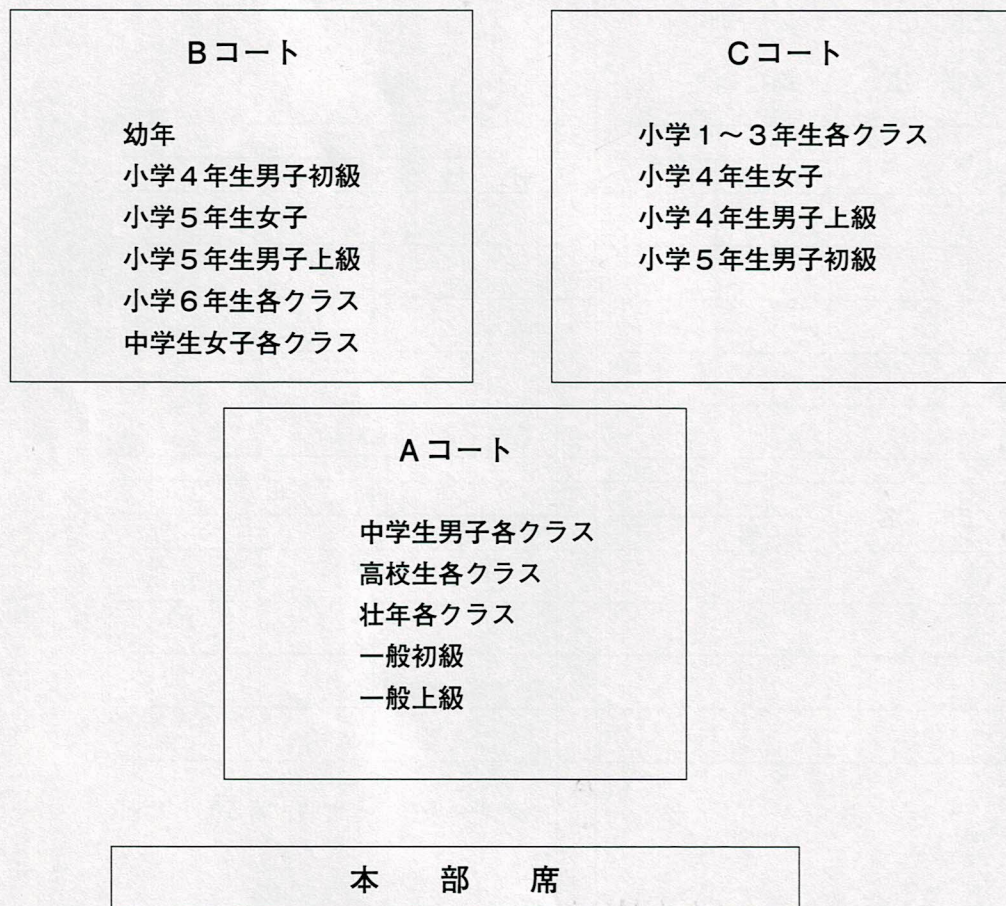 Bコート
幼年
小学4年生男子初級
小学5年生女子
小学5年生男子上級
小学6年生各クラス
中学生女子各クラス
Cコート
小学1〜3年生各クラス
小学4年生女子
小学4年生男子上級
小学5年生男子初級
Aコート
中学生男子各クラス
高校生各クラス
壮年各クラス
一般初級
一般上級
本 部 席